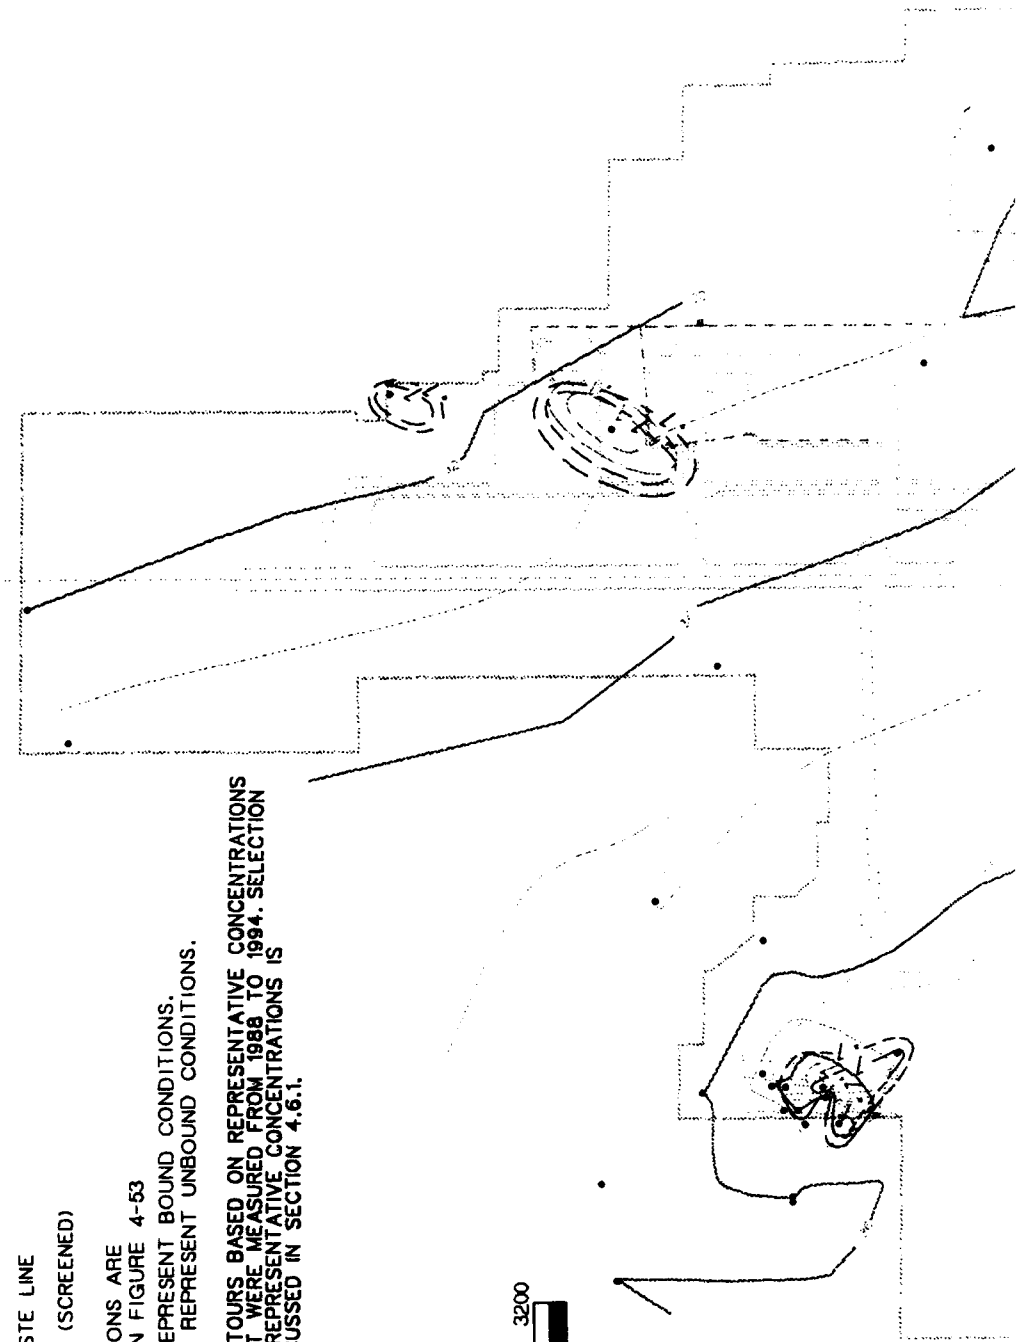 STE LINE
(SCREENED)
ONS ARE
N FIGURE 4-53
EPRESENT BOUND CONDITIONS.
REPRESENT UNBOUND CONDITIONS.
TOURS BASED ON REPRESENTATIVE CONCENTRATIONS
T WERE MEASURED FROM 1988 TO 1994. SELECTION
REPRESENTATIVE CONCENTRATIONS IS
USSED IN SECTION 4.6.1.
3200